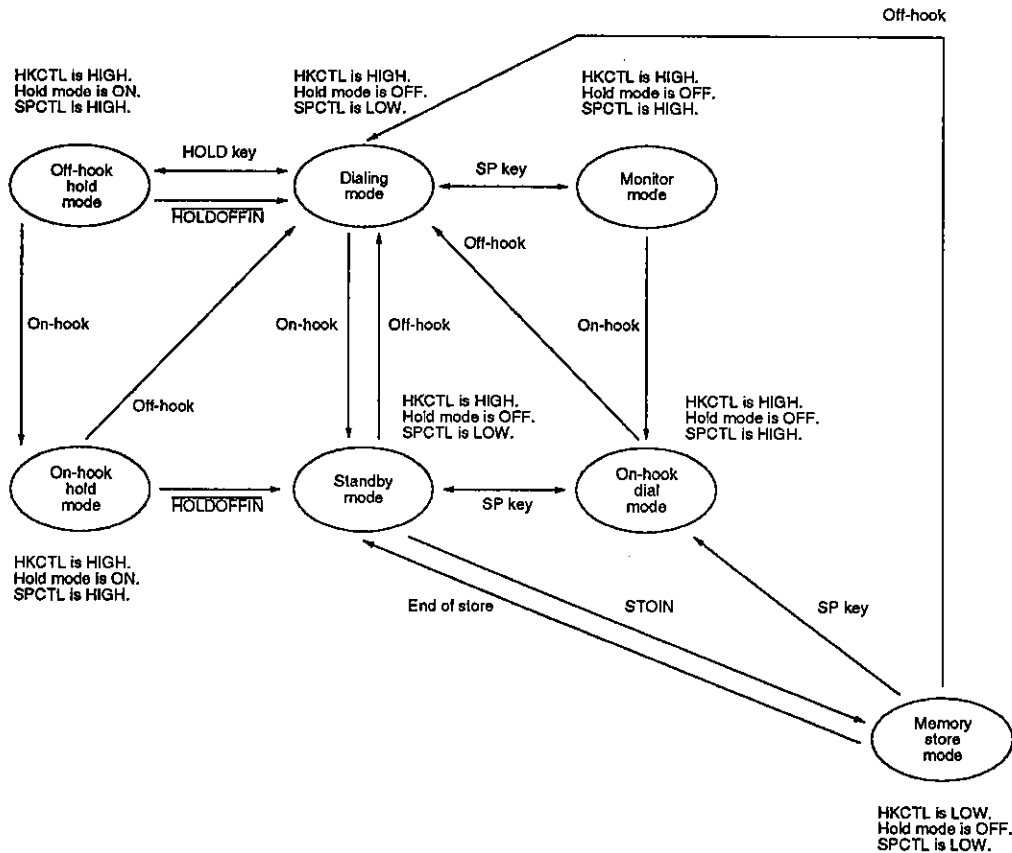 Off-hook
HKCTL is HIGH.
Hold mode is ON.
SPCTL is HIGH.
HKCTL is HIGH.
Hold mode is OFF.
SPCTL is LOW.
HKCTL is HIGH.
Hold mode is OFF.
SPCTL is HIGH.
Off-hook
hold
mode
HOLD key
HOLDOFFIN
Dialing
mode
SP key
Monitor
mode
Off-hook
On-hook
On-hook
Off-hook
On-hook
Off-hook
HKCTL is HIGH.
Hold mode is OFF.
SPCTL is LOW.
HKCTL is HIGH.
Hold mode is OFF.
SPCTL is HIGH.
On-hook
hold
mode
HOLDOFFIN
Standby
mode
SP key
On-hook
dial
mode
HKCTL is HIGH.
Hold mode is ON.
SPCTL is HIGH.
End of store
STOIN
SP key
Memory
store
mode
HKCTL is LOW.
Hold mode is OFF.
SPCTL is LOW.